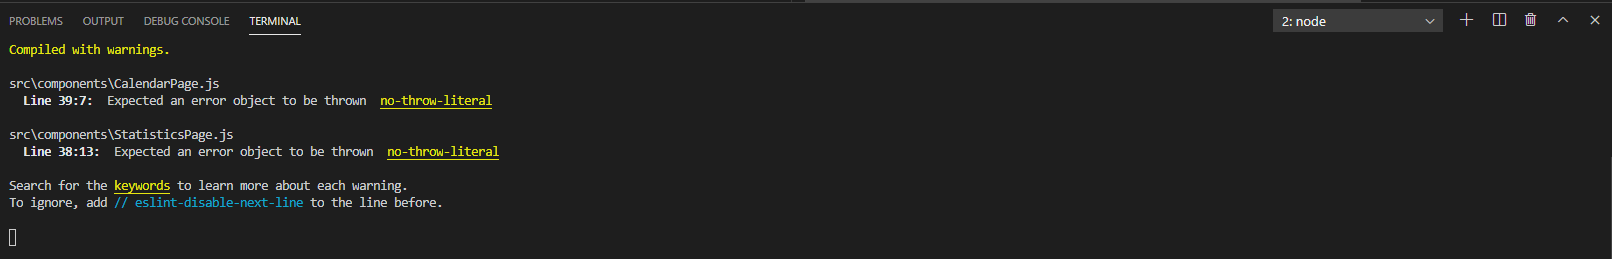 PROBLEMS OUTPUT DEBUG CONSOLE TERMINAL 2: node
Compiled with warnings.
src\components\CalendarPage.js
Line 39:7: Expected an error object to be thrown no-throw-literal
src\components\StatisticsPage.js
Line 38:13: Expected an error object to be thrown no-throw-literal
Search for the keywords to learn more about each warning.
To ignore, add // eslint-disable-next-line to the line before.